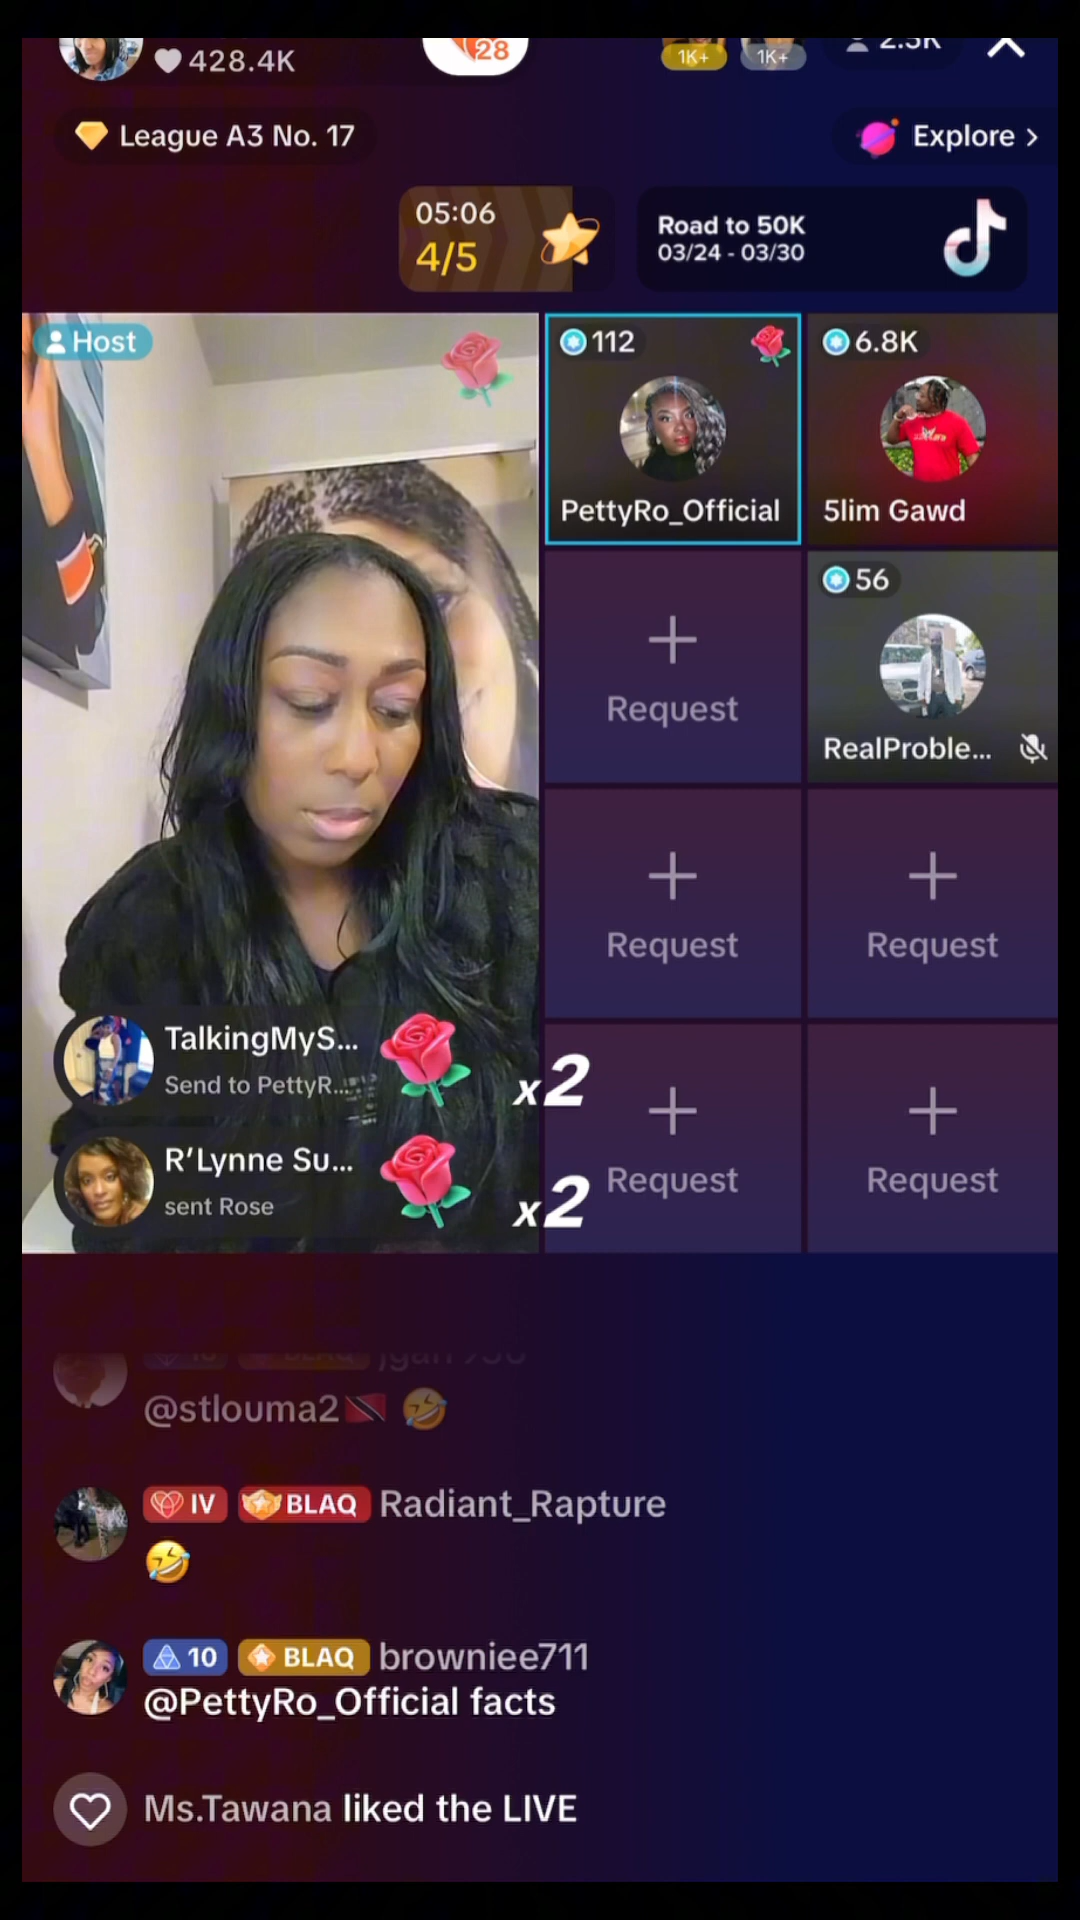 428.4K
28
1K+
1K+
2.3K
League A3 No. 17
Explore >
05:06
4/5
Road to 50K
03/24 - 03/30
Host
112
PettyRo_Official
6.8K
5lim Gawd
Request
56
RealProble...
Request
Request
Request
Request
TalkingMyS...
Send to PettyR...
x2
R'Lynne Su...
sent Rose
x2
@stlouma2🇹🇹 🤣
IV BLAQ Radiant_Rapture
🤣
10 BLAQ browniee711
@PettyRo_Official facts
Ms.Tawana liked the LIVE